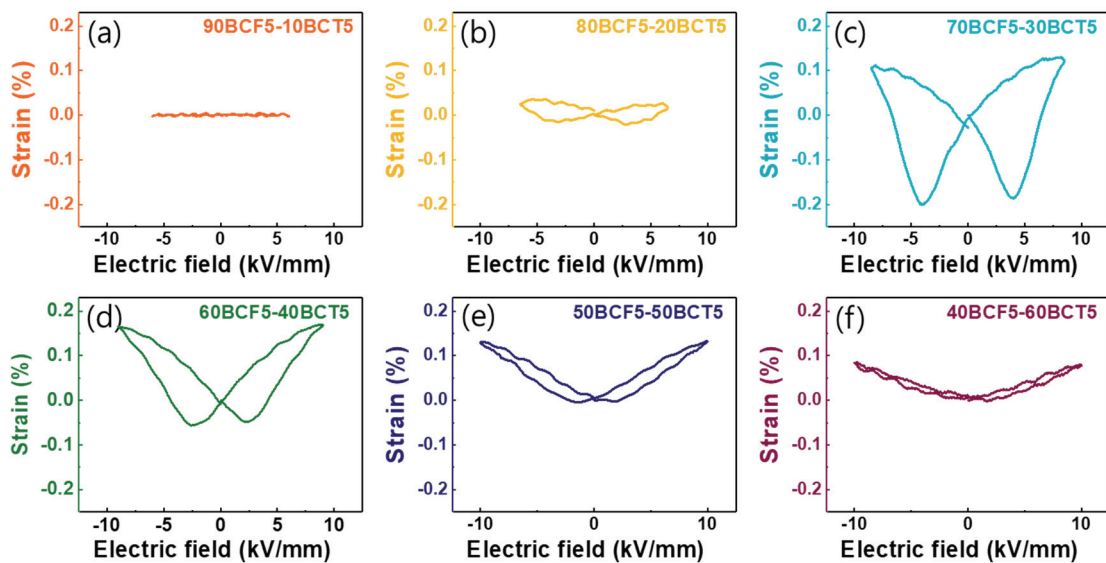 (a) 90BCF5-10BCT5
0.2
0.1
0.0
-0.1
-0.2
Strain (%)
-10 -5 0 5 10
Electric field (kV/mm)
(b) 80BCF5-20BCT5
0.2
0.1
0.0
-0.1
-0.2
Strain (%)
-10 -5 0 5 10
Electric field (kV/mm)
(c) 70BCF5-30BCT5
0.2
0.1
0.0
-0.1
-0.2
Strain (%)
-10 -5 0 5 10
Electric field (kV/mm)
(d) 60BCF5-40BCT5
0.2
0.1
0.0
-0.1
-0.2
Strain (%)
-10 -5 0 5 10
Electric field (kV/mm)
(e) 50BCF5-50BCT5
0.2
0.1
0.0
-0.1
-0.2
Strain (%)
-10 0 10
Electric field (kV/mm)
(f) 40BCF5-60BCT5
0.2
0.1
0.0
-0.1
-0.2
Strain (%)
-10 0 10
Electric field (kV/mm)